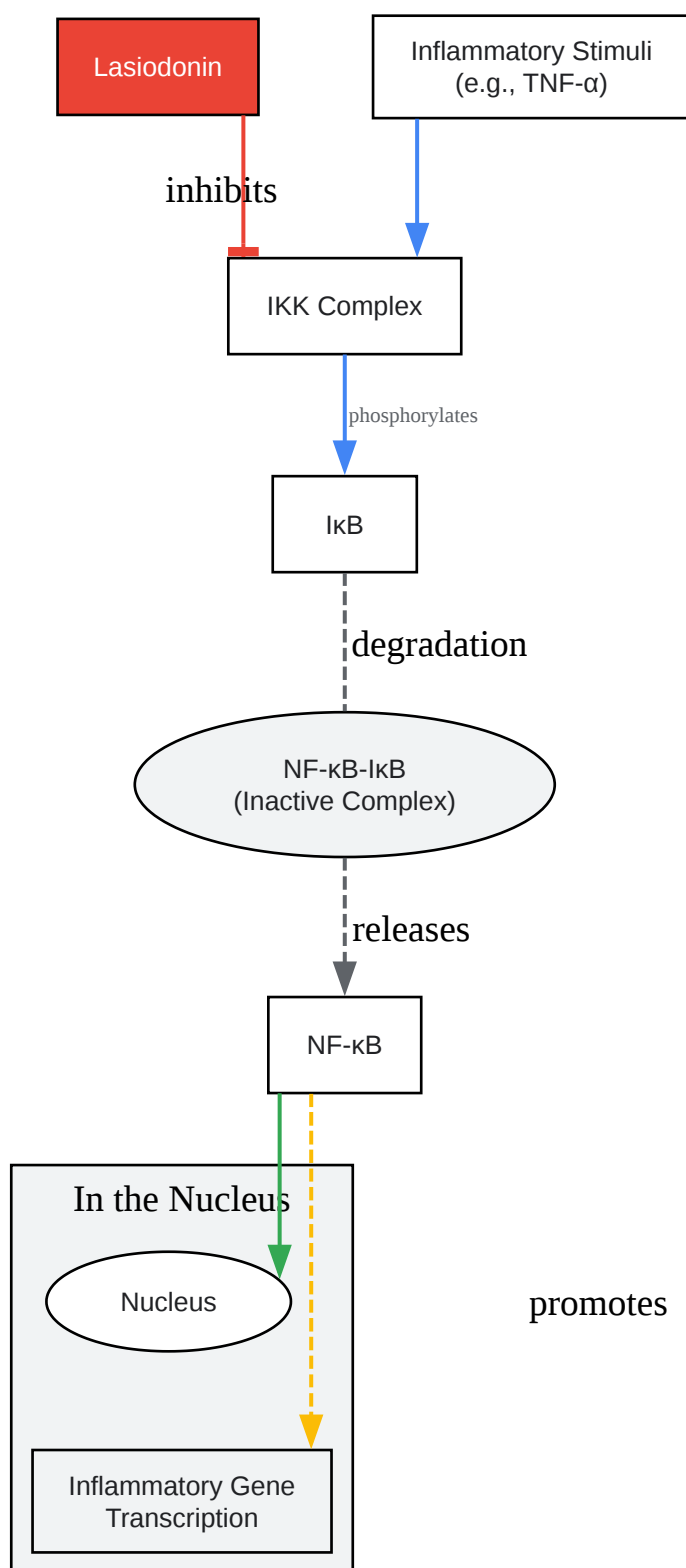 Lasiodonin
Inflammatory Stimuli
(e.g., TNF-α)
inhibits
IKK Complex
phosphorylates
IκB
degradation
NF-κB-IκB
(Inactive Complex)
releases
NF-κB
In the Nucleus
Nucleus
promotes
Inflammatory Gene
Transcription